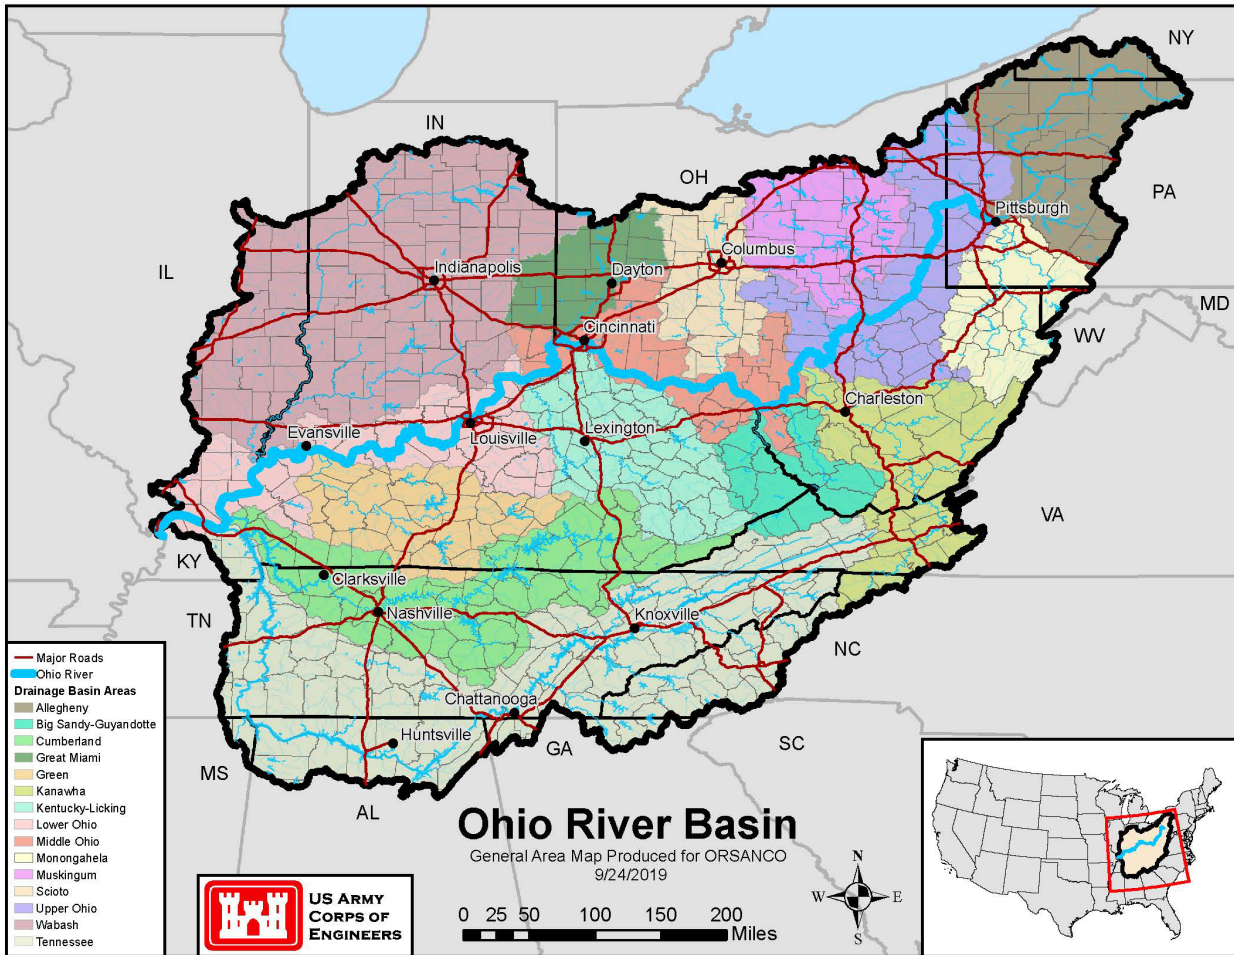 NY
IN
OH
PA
Pittsburgh
Columbus
IL
Indianapolis
Dayton
MD
Cincinnati
WV
Charleston
Evansville
Louisville
Lexington
VA
KY
Clarksville
TN
Nashville
Knoxville
NC
Chattanooga
Huntsville
GA
SC
MS
AL
Major Roads
Ohio River
Drainage Basin Areas
Allegheny
Big Sandy-Guyandotte
Cumberland
Great Miami
Green
Kanawha
Kentucky-Licking
Lower Ohio
Middle Ohio
Monongahela
Muskingum
Scioto
Upper Ohio
Wabash
Tennessee
Ohio River Basin
General Area Map Produced for ORSANCO
9/24/2019
US ARMY
CORPS OF
ENGINEERS
0 25 50 100 150 200
Miles
N
W E
S